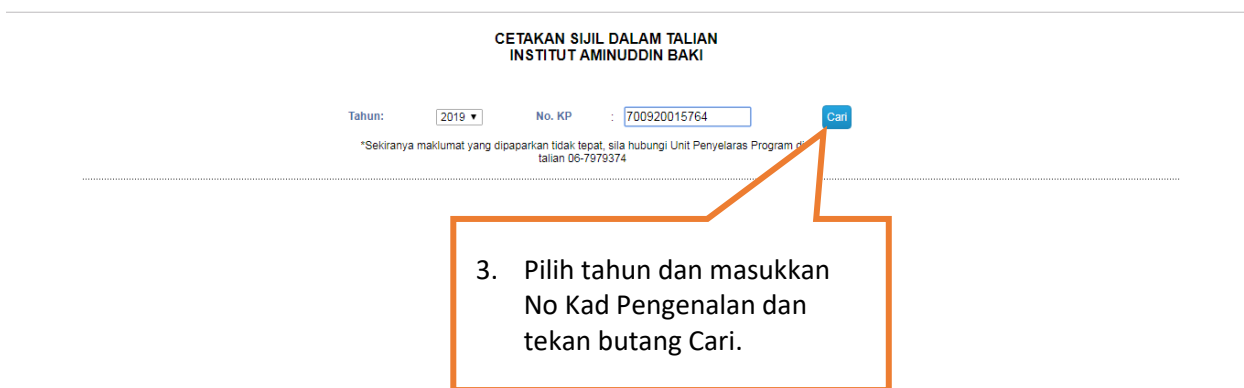 CETAKAN SIJIL DALAM TALIAN
INSTITUT AMINUDDIN BAKI
Tahun: 2019 No. KP : 700920015764 Cari
*Sekiranya maklumat yang dipaparkan tidak tepat, sila hubungi Unit Penyelaras Program di
talian 06-7979374
3. Pilih tahun dan masukkan
No Kad Pengenalan dan
tekan butang Cari.